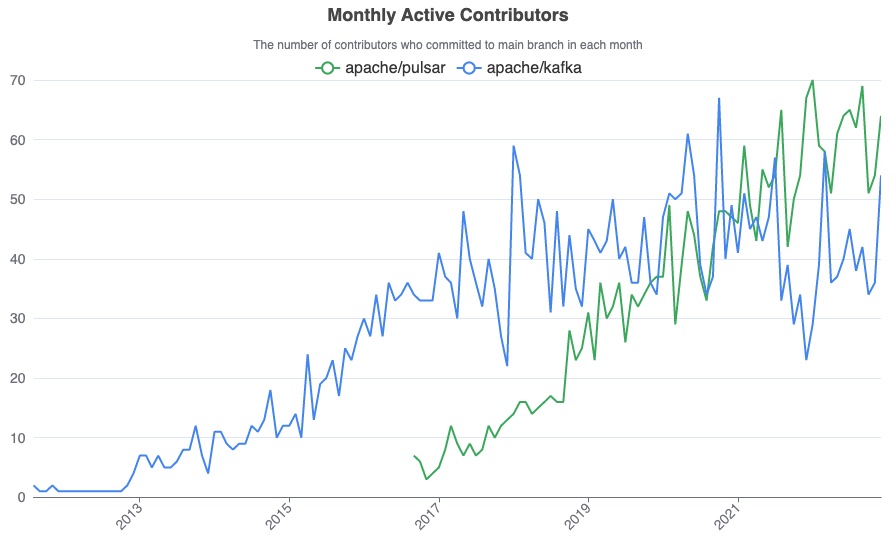 Monthly Active Contributors
The number of contributors who committed to main branch in each month
apache/pulsar apache/kafka
70
60
50
40
30
20
10
0
2013 2015 2017 2019 2021